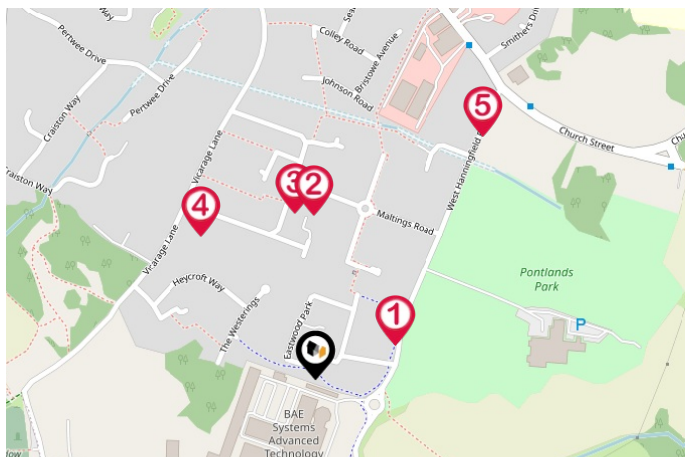 Pertwee Drive
Colley Road
Smithers Dri
Bristowe Avenue
Craiston Way
Pertwee Drive
Johnson Road
5
Church Street
Vicarage Lane
West Hanningfield
Craiston Way
3
2
4
Maltings Road
Vicarage Lane
Heycroft Way
Pontlands
Park
The Westerings
Eastwood Park
1
P
BAE
Systems
Advanced
Technology